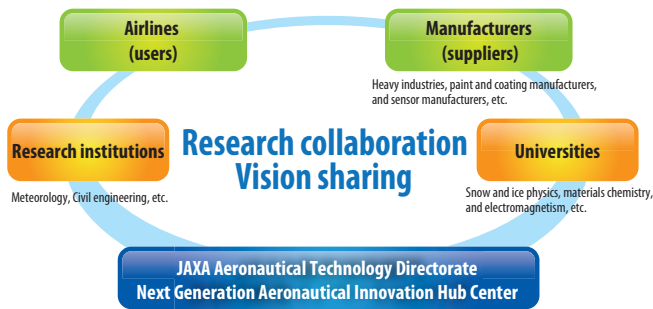 Airlines
(users)
Manufacturers
(suppliers)
Heavy industries, paint and coating manufacturers,
and sensor manufacturers, etc.
Research institutions
Meteorology, Civil engineering, etc.
Research collaboration
Vision sharing
Universities
Snow and ice physics, materials chemistry,
and electromagnetism, etc.
JAXA Aeronautical Technology Directorate
Next Generation Aeronautical Innovation Hub Center